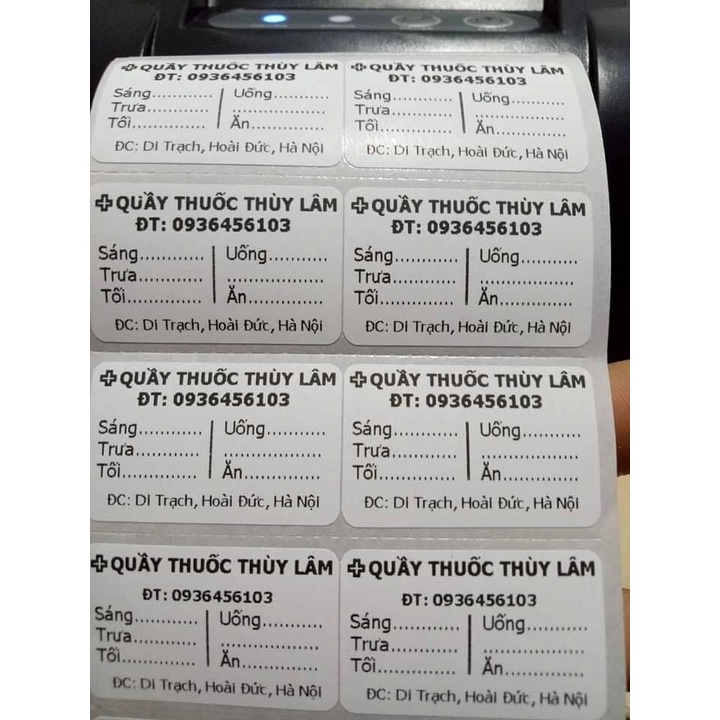 QUẦY THUỐC THÙY LÂM
ĐT: 0936456103
Sáng............ Uống............
Trưa............ ....................
Tối.............. Ăn...............
ĐC: Di Trạch, Hoài Đức, Hà Nội
QUẦY THUỐC THÙY LÂM
ĐT: 0936456103
Sáng............ Uống............
Trưa............ ....................
Tối.............. Ăn...............
ĐC: Di Trạch, Hoài Đức, Hà Nội
QUẦY THUỐC THÙY LÂM
ĐT: 0936456103
Sáng............ Uống............
Trưa............ ....................
Tối.............. Ăn...............
ĐC: Di Trạch, Hoài Đức, Hà Nội
QUẦY THUỐC THÙY LÂM
ĐT: 0936456103
Sáng............ Uống............
Trưa............ ....................
Tối.............. Ăn...............
ĐC: Di Trạch, Hoài Đức, Hà Nội
QUẦY THUỐC THÙY LÂM
ĐT: 0936456103
Sáng............ Uống............
Trưa............ ....................
Tối.............. Ăn...............
ĐC: Di Trạch, Hoài Đức, Hà Nội
QUẦY THUỐC THÙY LÂM
ĐT: 0936456103
Sáng............ Uống............
Trưa............ ....................
Tối.............. Ăn...............
ĐC: Di Trạch, Hoài Đức, Hà Nội
QUẦY THUỐC THÙY LÂM
ĐT: 0936456103
Sáng............ Uống............
Trưa............ ....................
Tối.............. Ăn...............
ĐC: Di Trạch, Hoài Đức, Hà Nội
QUẦY THUỐC THÙY LÂM
ĐT: 0936456103
Sáng............ Uống............
Trưa............ ....................
Tối.............. Ăn...............
ĐC: Di Trạch, Hoài Đức, Hà Nội